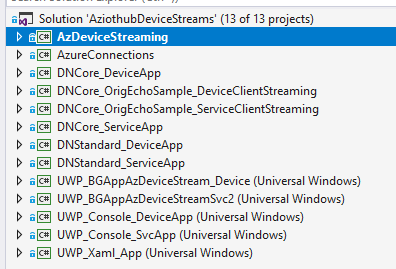 Solution 'AziothubDeviceStreams' (13 of 13 projects)
C# AzDeviceStreaming
C# AzureConnections
C# DNCore_DeviceApp
C# DNCore_OrigEchoSample_DeviceClientStreaming
C# DNCore_OrigEchoSample_ServiceClientStreaming
C# DNCore_ServiceApp
C# DNStandard_DeviceApp
C# DNStandard_ServiceApp
C# UWP_BGAppAzDeviceStream_Device (Universal Windows)
C# UWP_BGAppAzDeviceStreamSvc2 (Universal Windows)
C# UWP_Console_DeviceApp (Universal Windows)
C# UWP_Console_SvcApp (Universal Windows)
C# UWP_Xaml_App (Universal Windows)